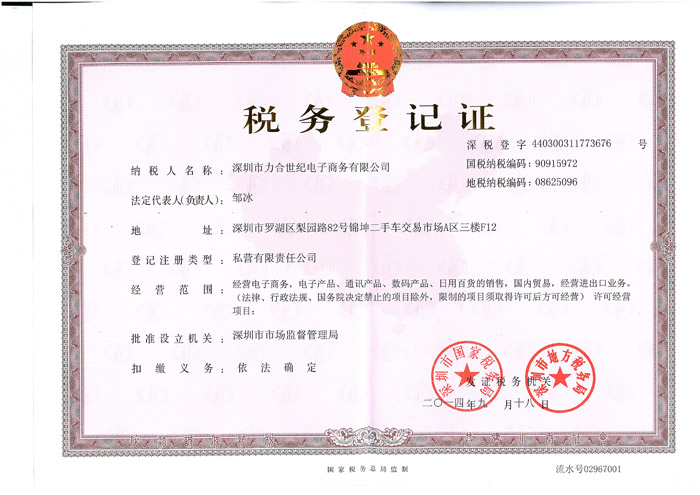 税务登记证
深税登字 440300311773676 号
国税纳税编码: 90915972
地税纳税编码: 08625096
纳税人名称: 深圳市力合世纪电子商务有限公司
法定代表人(负责人): 邹冰
地址: 深圳市罗湖区梨园路82号锦坤二手车交易市场A区三楼F12
登记注册类型: 私营有限责任公司
经营范围: 经营电子商务,电子产品、通讯产品、数码产品、日用百货的销售,国内贸易,经营进出口业务。
(法律、行政法规、国务院决定禁止的项目除外,限制的项目须取得许可后方可经营) 许可经营
项目:
批准设立机关: 深圳市市场监督管理局
扣缴义务: 依法确定
深圳市国家税务局
深圳市地方税务局
发证税务机关
二〇一四年九月十八日
国家税务总局监制
流水号02967001